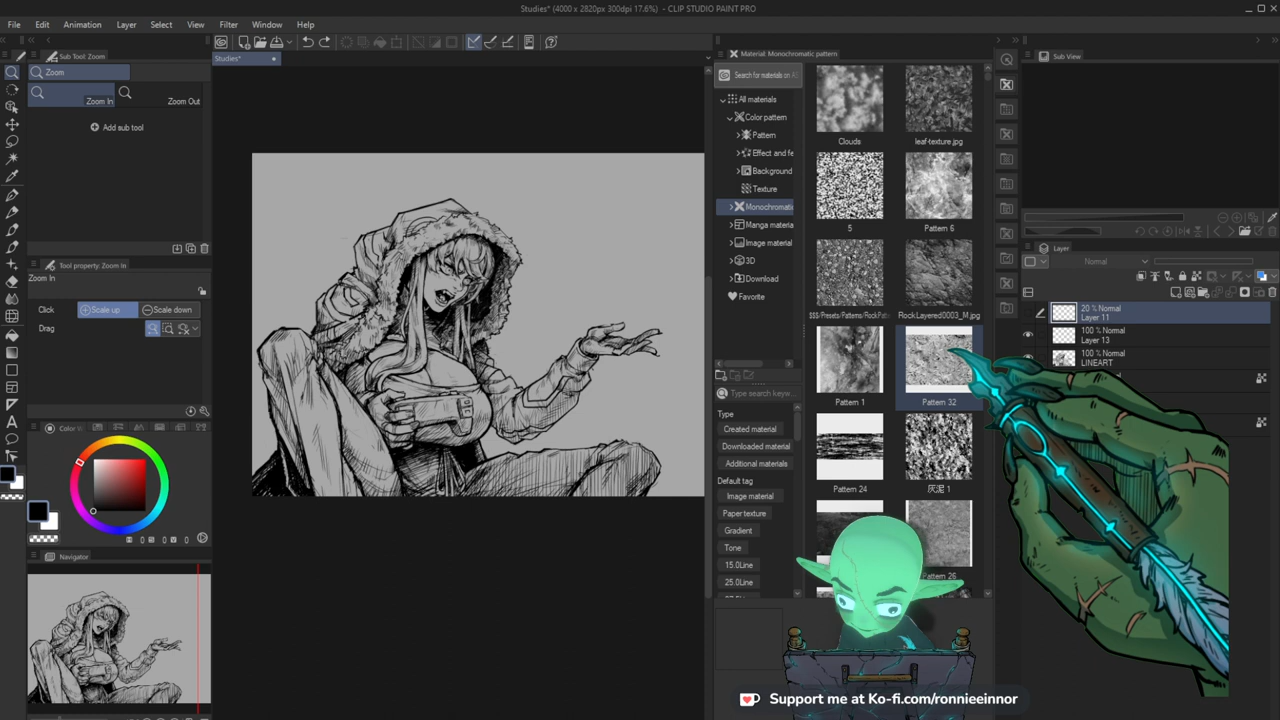 Studies* (4000 x 2820px 300dpi 17.6%) - CLIP STUDIO PAINT PRO
File Edit Animation Layer Select View Filter Window Help
Sub Tool: Zoom
Zoom
Zoom In
Zoom Out
Add sub tool
Tool property: Zoom in
Zoom In
Click Scale up Scale down
Drag
Navigator
Studies*
Material: Monochromatic pattern
Search for materials on
All materials
Color pattern
Pattern
Effect and fe
Background
Texture
Monochromatic
Manga materia
Image material
3D
Download
Favorite
Type search keyw...
Type
Created material
Downloaded material
Additional materials
Default tag
Image material
Paper texture
Gradient
Tone
15.0Line
25.0Line
Clouds
leaf-texture.jpg
5
Pattern 6
$$$/Presets/Patterns/RockPat
RockLayered0003_M.jpg
Pattern 1
Pattern 32
Pattern 24
灰泥 1
Pattern 26
Sub View
Layer
Normal
20 % Normal
Layer 11
100 % Normal
Layer 13
100 % Normal
LINEART
Support me at Ko-fi.com/ronnieeinnor